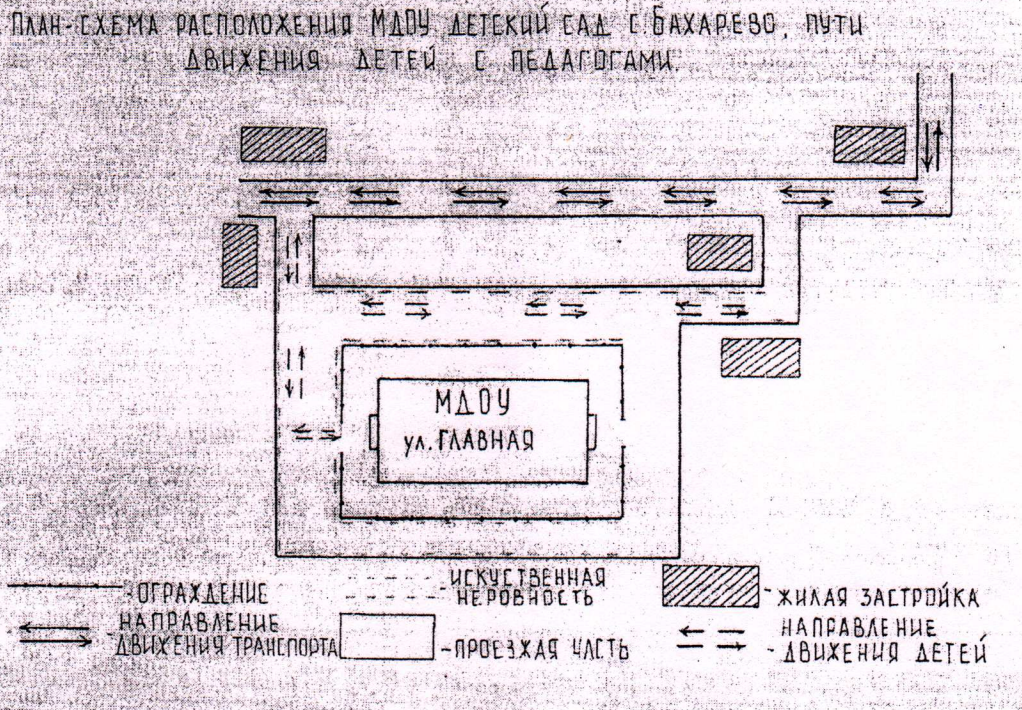 ПЛАН-СХЕМА РАСПОЛОЖЕНИЯ МДОУ ДЕТСКИЙ САД С. БАХАРЕВО, ПУТИ
ДВИЖЕНИЯ ДЕТЕЙ С ПЕДАГОГАМИ.
МДОУ
ул. ГЛАВНАЯ
- ОГРАЖДЕНИЕ
- ИСКУСТВЕННАЯ
НЕРОВНОСТЬ
- ЖИЛАЯ ЗАСТРОЙКА
НАПРАВЛЕНИЕ
- ДВИЖЕНИЯ ТРАНСПОРТА
- ПРОЕЗЖАЯ ЧАСТЬ
НАПРАВЛЕНИЕ
- ДВИЖЕНИЯ ДЕТЕЙ